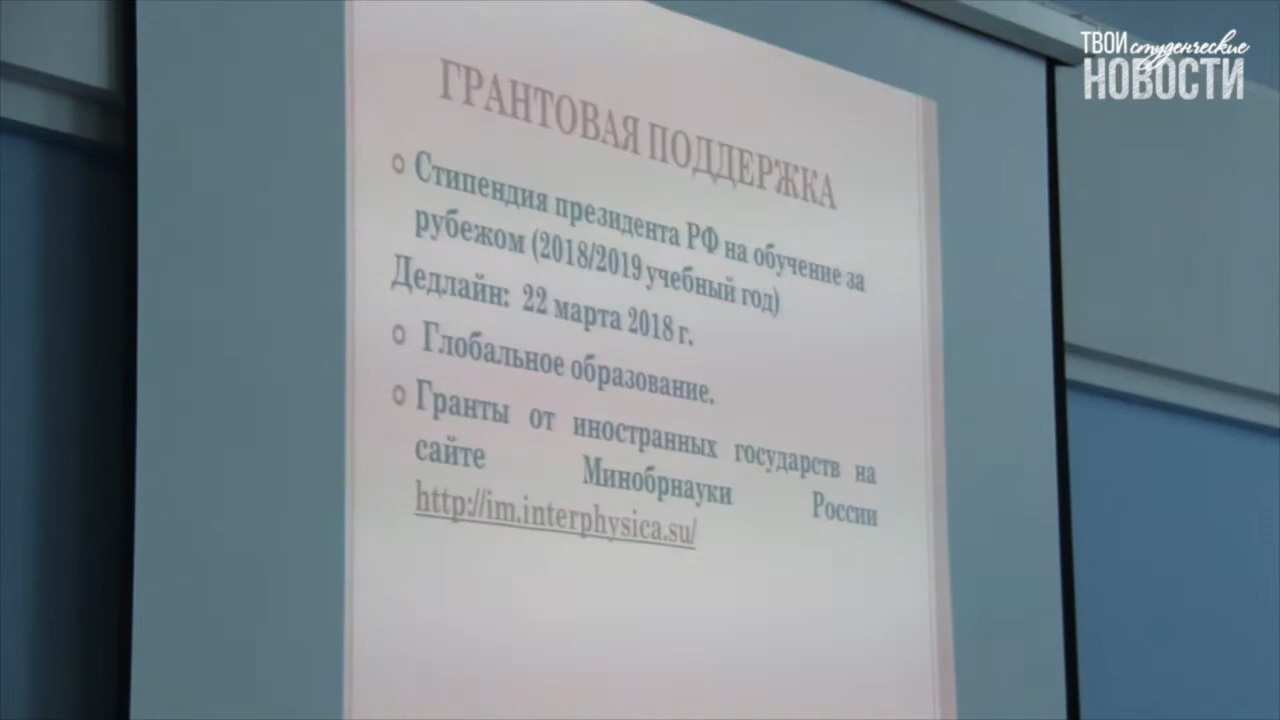 ТВОИ студенческие
НОВОСТИ
ГРАНТОВАЯ ПОДДЕРЖКА
Стипендия президента РФ на обучение за
рубежом (2018/2019 учебный год)
Дедлайн: 22 марта 2018 г.
Глобальное образование.
Гранты от иностранных государств на
сайте Минобрнауки России
http://im.interphysica.su/